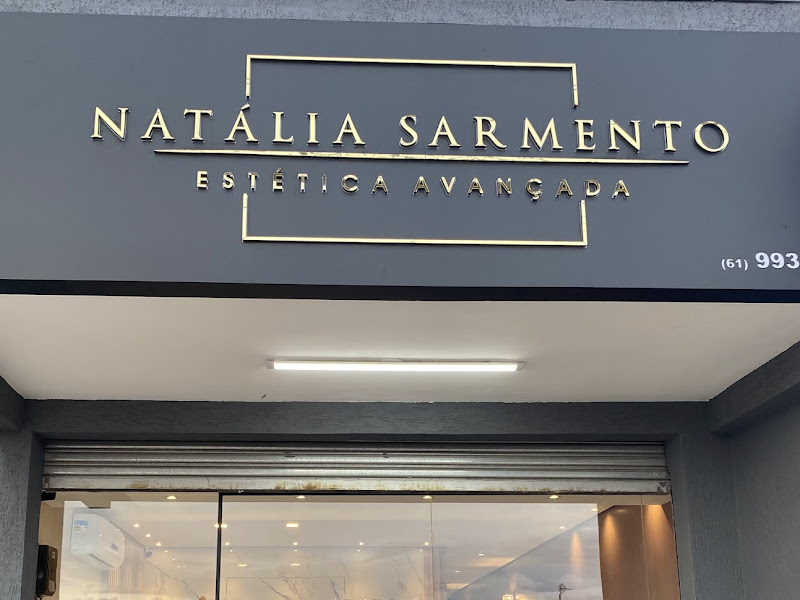 NATÁLIA SARMENTO
ESTÉTICA AVANÇADA
(61) 993